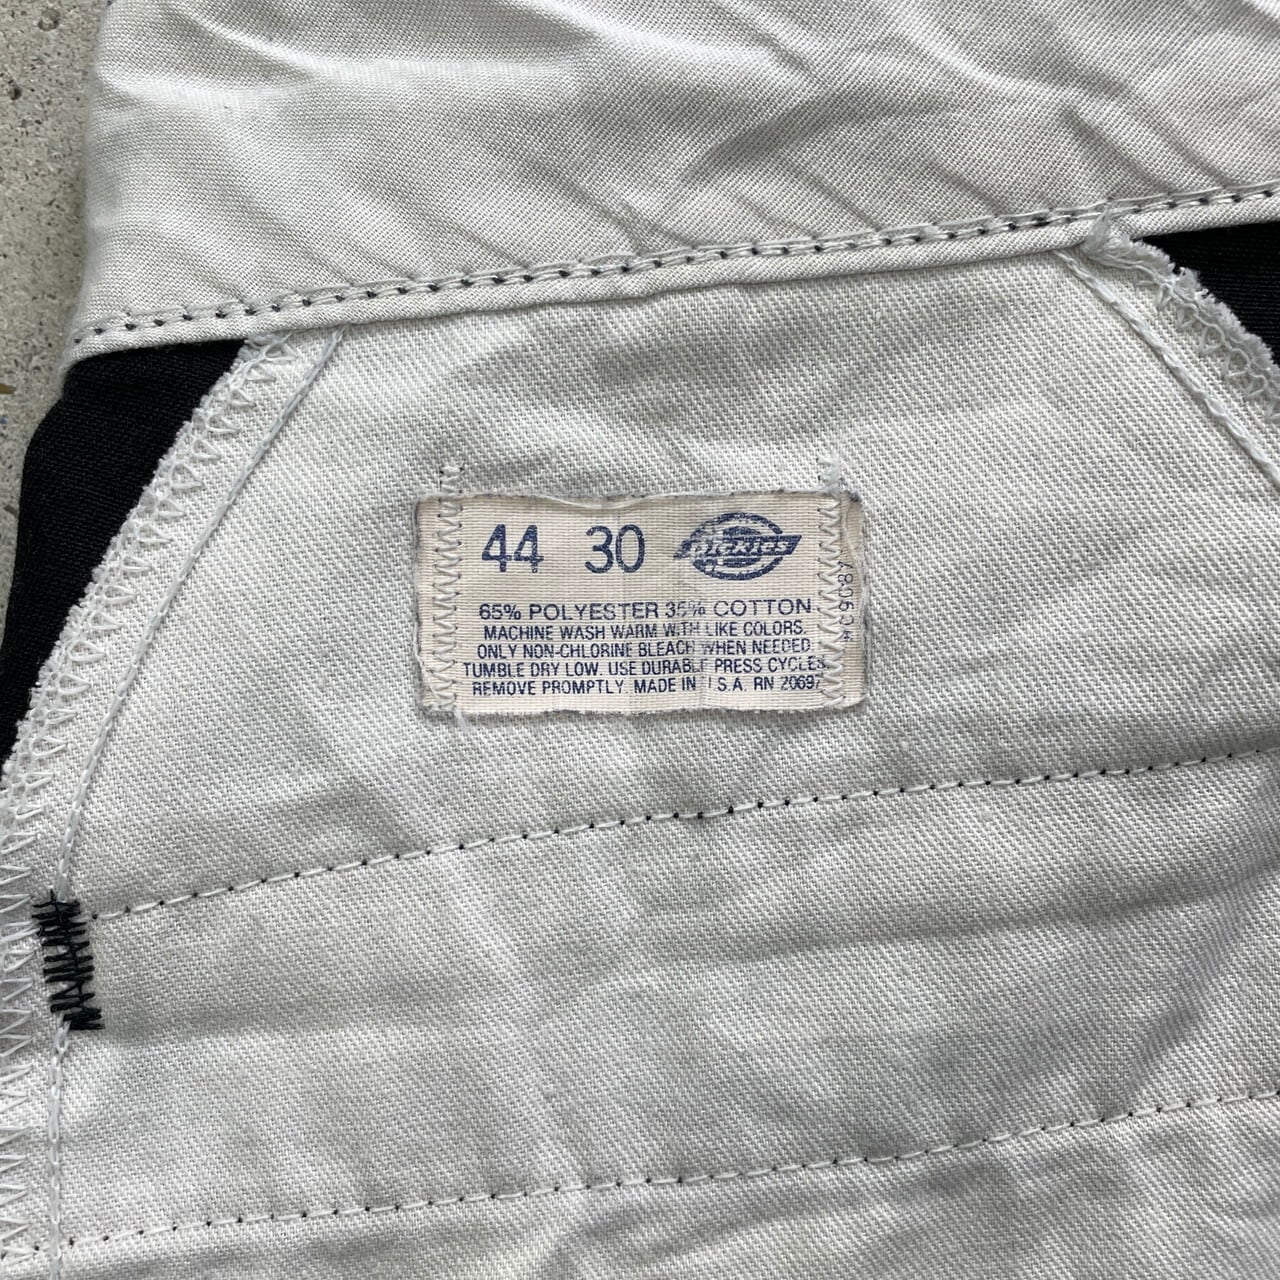 44 30 Dickies
65% POLYESTER 35% COTTON
MACHINE WASH WARM WITH LIKE COLORS.
ONLY NON-CHLORINE BLEACH WHEN NEEDED.
TUMBLE DRY LOW. USE DURABLE PRESS CYCLES.
REMOVE PROMPTLY. MADE IN U.S.A. RN 20697